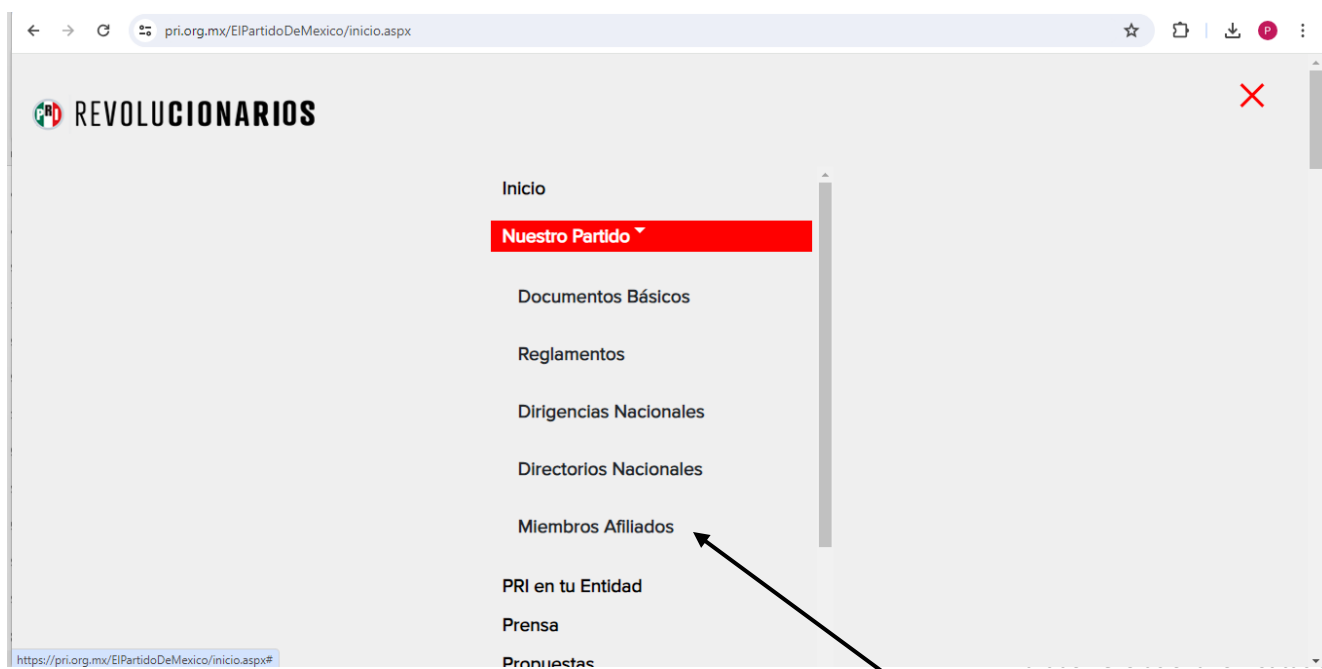 pri.org.mx/ElPartidoDeMexico/inicio.aspx
P
PRI REVOLUCIONARIOS
Inicio
Nuestro Partido
Documentos Básicos
Reglamentos
Dirigencias Nacionales
Directorios Nacionales
Miembros Afiliados
PRI en tu Entidad
Prensa
Propuestas
https://pri.org.mx/ElPartidoDeMexico/inicio.aspx#